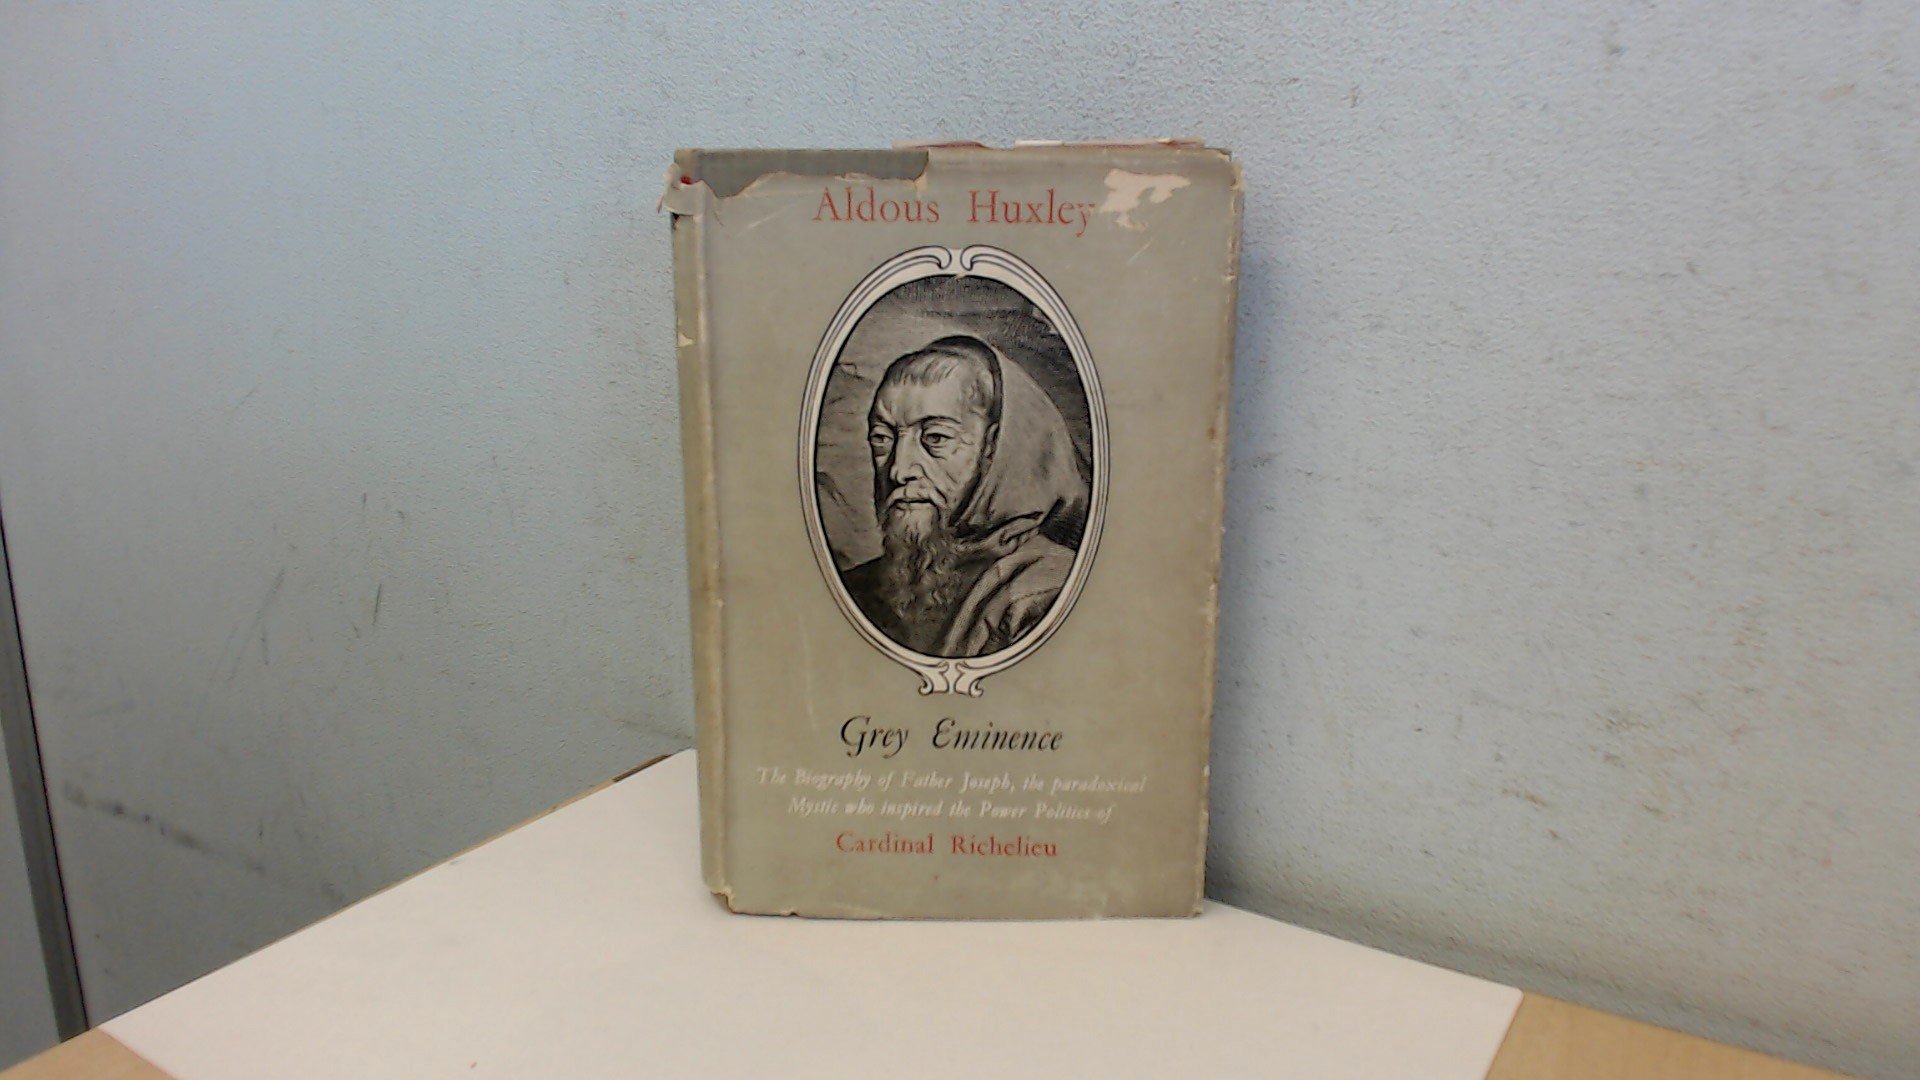 Aldous Huxley
Grey Eminence
The Biography of Father Joseph, the paradoxical
Mystic who inspired the Power Politics of
Cardinal Richelieu